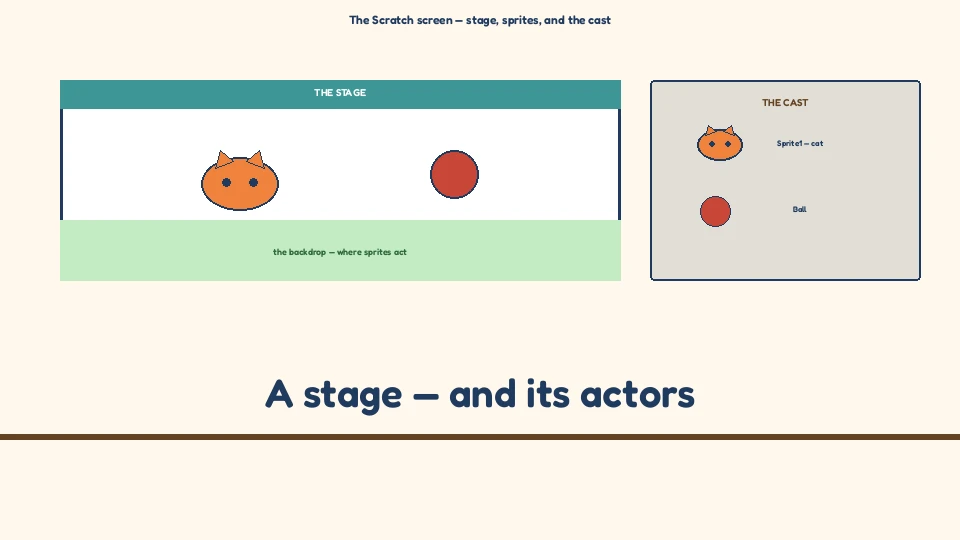 The Scratch screen — stage, sprites, and the cast
THE STAGE
THE CAST
Sprite1 — cat
Ball
the backdrop — where sprites act
A stage — and its actors